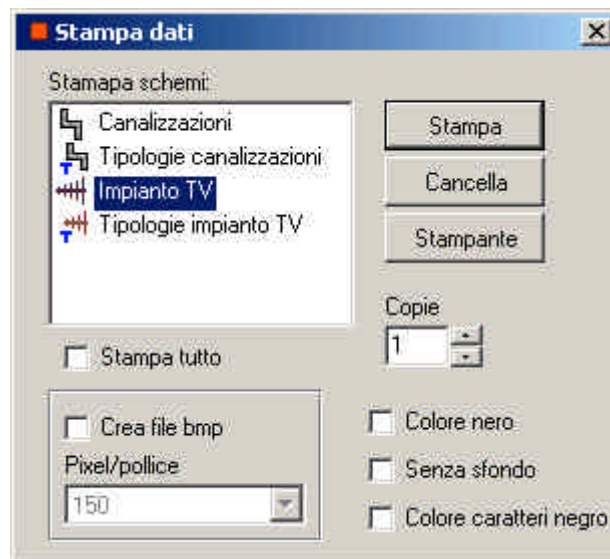 Stampa dati
Stamapa schemi:
Canalizzazioni
Tipologie canalizzazioni
Impianto TV
Tipologie impianto TV
Stampa
Cancella
Stampante
Copie
1
Stampa tutto
Crea file bmp
Pixel/pollice
150
Colore nero
Senza sfondo
Colore caratteri negro